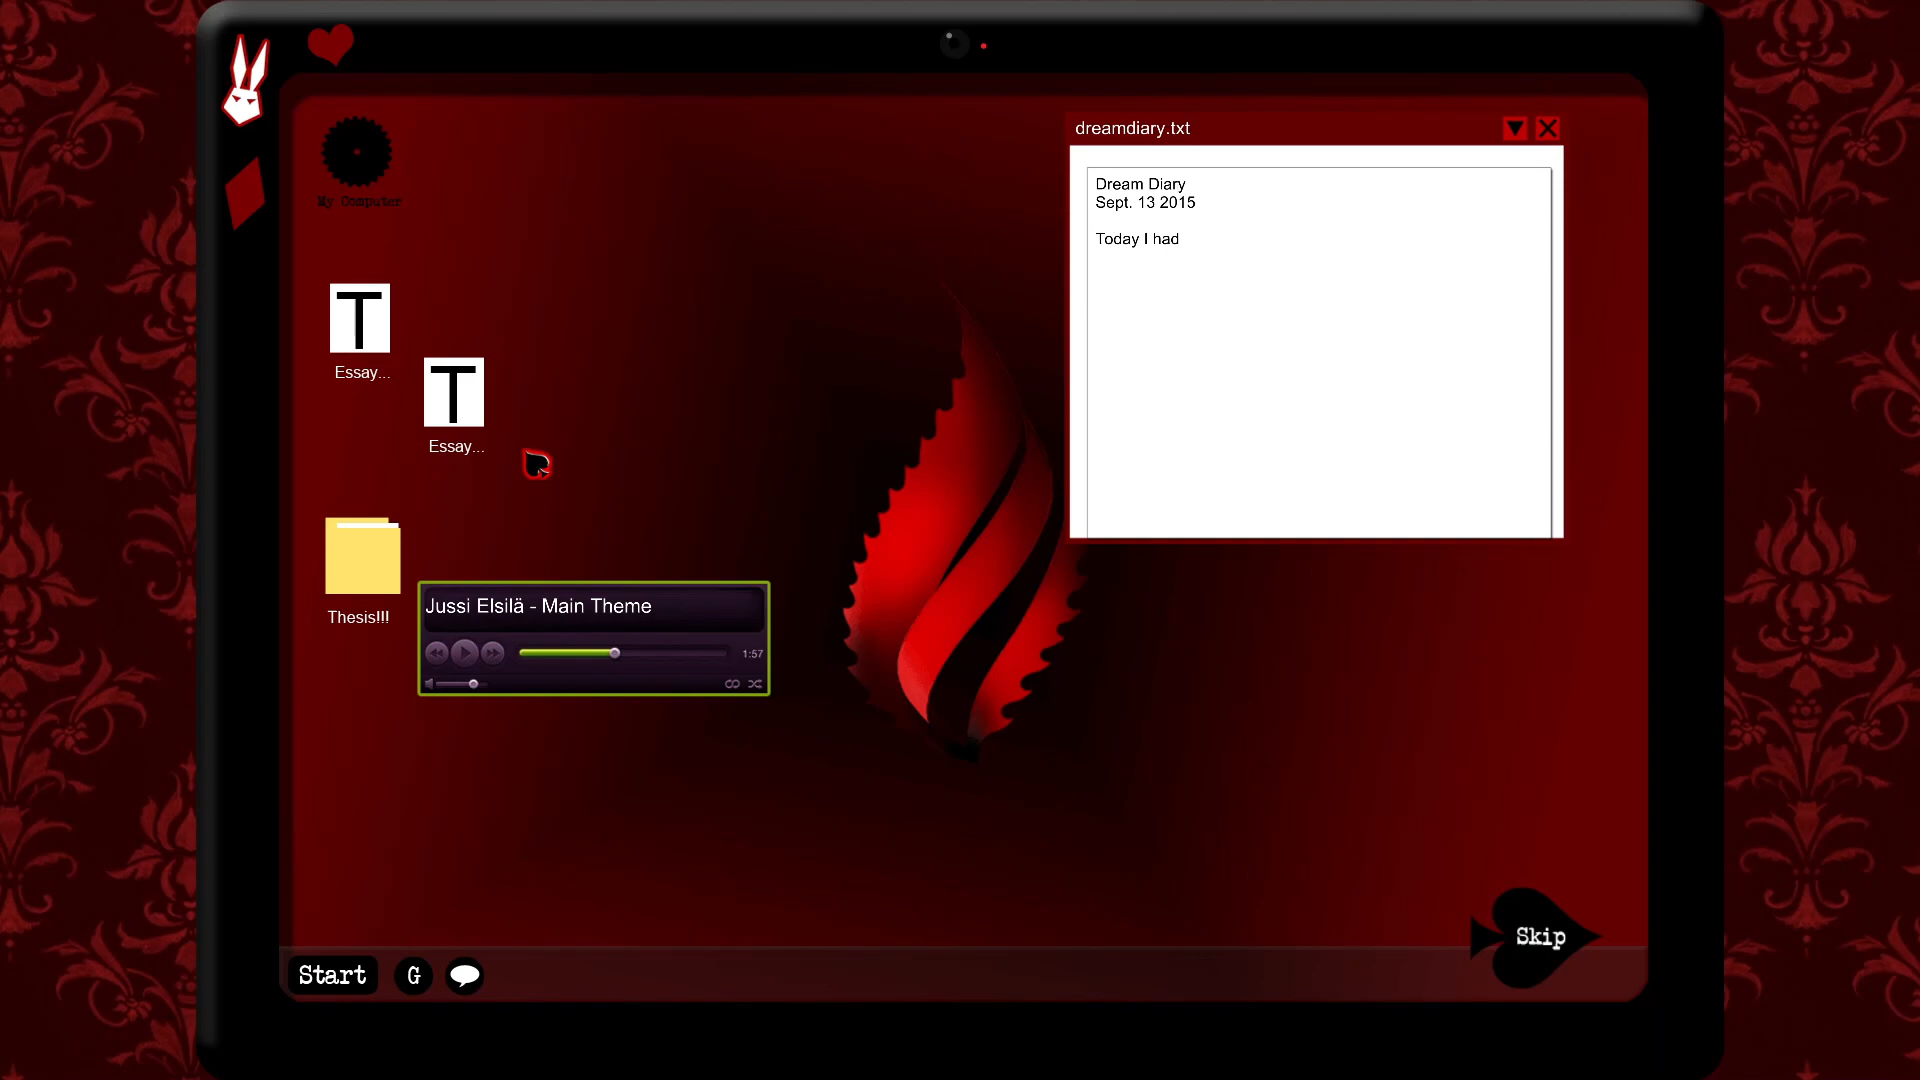 dreamdiary.txt
Dream Diary
Sept. 13 2015
Today I had
My Computer
T
Essay...
T
Essay...
Thesis!!!
Jussi Elsilä - Main Theme
1:57
Skip
Start
G